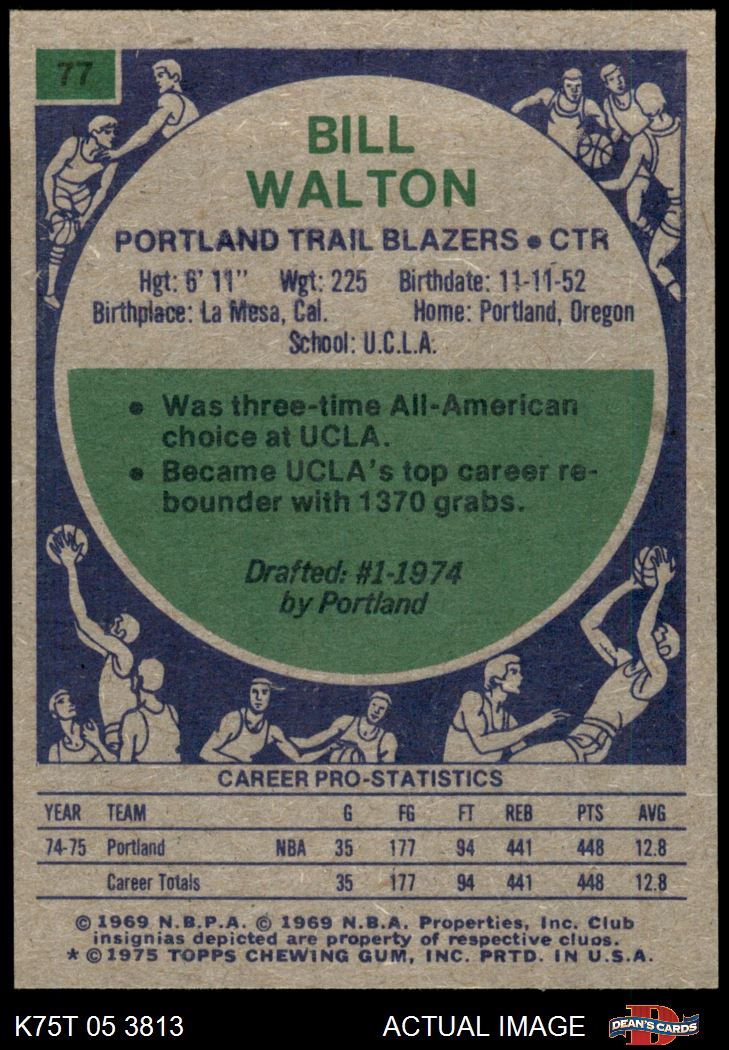 77
BILL
WALTON
PORTLAND TRAIL BLAZERS • CTR
Hgt: 6' 11" Wgt: 225 Birthdate: 11-11-52
Birthplace: La Mesa, Cal. Home: Portland, Oregon
School: U.C.L.A.
• Was three-time All-American
choice at UCLA.
• Became UCLA's top career re-
bounder with 1370 grabs.
Drafted: #1-1974
by Portland
CAREER PRO-STATISTICS
YEAR TEAM G FG FT REB PTS AVG
74-75 Portland NBA 35 177 94 441 448 12.8
Career Totals 35 177 94 441 448 12.8
© 1969 N.B.P.A. © 1969 N.B.A. Properties, Inc. Club
insignias depicted are property of respective clubs.
* © 1975 TOPPS CHEWING GUM, INC. PRTD. IN U.S.A.
K75T 05 3813 ACTUAL IMAGE D DEAN'S CARDS